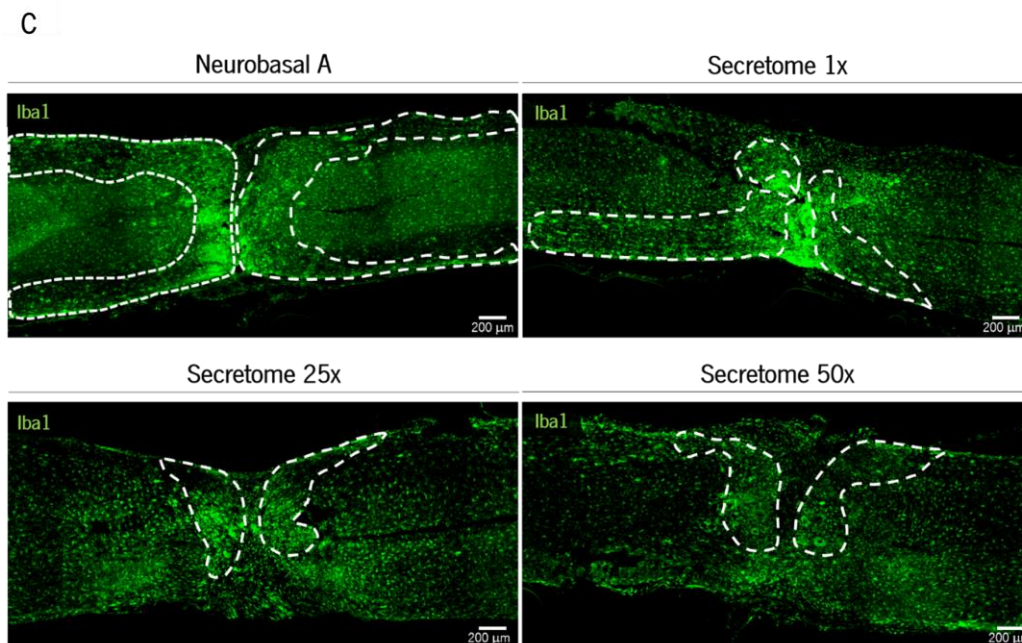 C
Neurobasal A
Secretome 1x
Iba1
Iba1
200 μm
200 μm
Secretome 25x
Secretome 50x
Iba1
Iba1
200 μm
200 μm